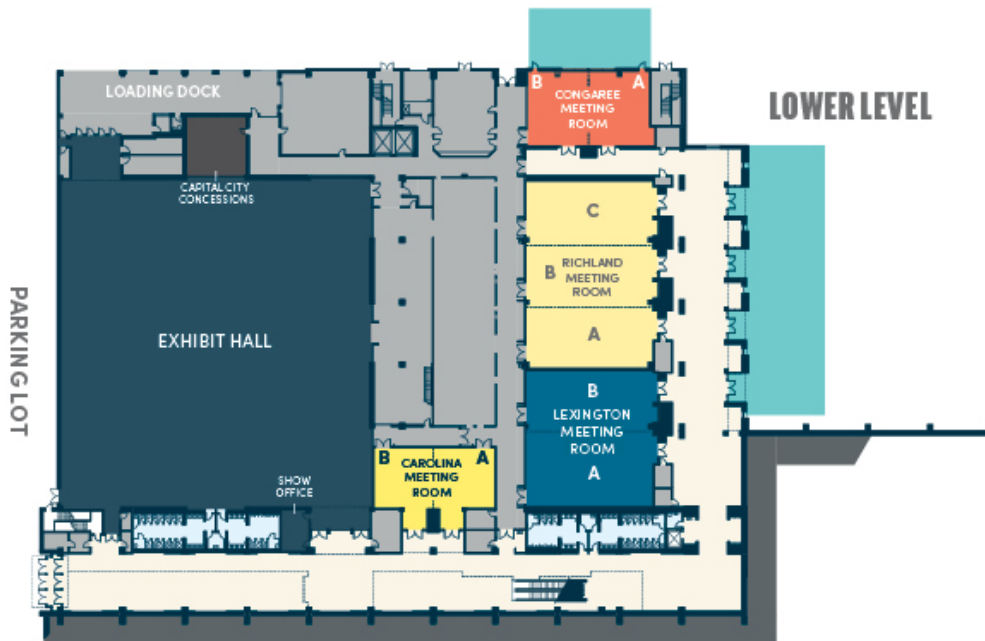 LOWER LEVEL
LOADING DOCK
B
A
CONGAREE
MEETING
ROOM
CAPITAL CITY
CONCESSIONS
C
B
RICHLAND
MEETING
ROOM
A
PARKING LOT
EXHIBIT HALL
B
LEXINGTON
MEETING
ROOM
A
B
A
CAROLINA
MEETING
ROOM
SHOW
OFFICE